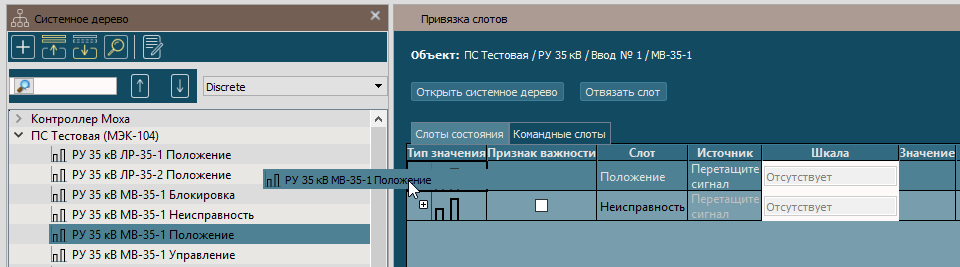 Системное дерево
Discrete
Контроллер Моха
ПС Тестовая (МЭК-104)
РУ 35 кВ ЛР-35-1 Положение
РУ 35 кВ ЛР-35-2 Положение
РУ 35 кВ МВ-35-1 Блокировка
РУ 35 кВ МВ-35-1 Неисправность
РУ 35 кВ МВ-35-1 Положение
РУ 35 кВ МВ-35-1 Управление
РУ 35 кВ МВ-35-1 Положение
Привязка слотов
Объект: ПС Тестовая / РУ 35 кВ / Ввод № 1 / МВ-35-1
Открыть системное дерево
Отвязать слот
Слоты состояния
Командные слоты
Тип значения
Признак важности
Слот
Источник
Шкала
Значение
Положение
Перетащите
сигнал
Отсутствует
Неисправность
Перетащите
сигнал
Отсутствует